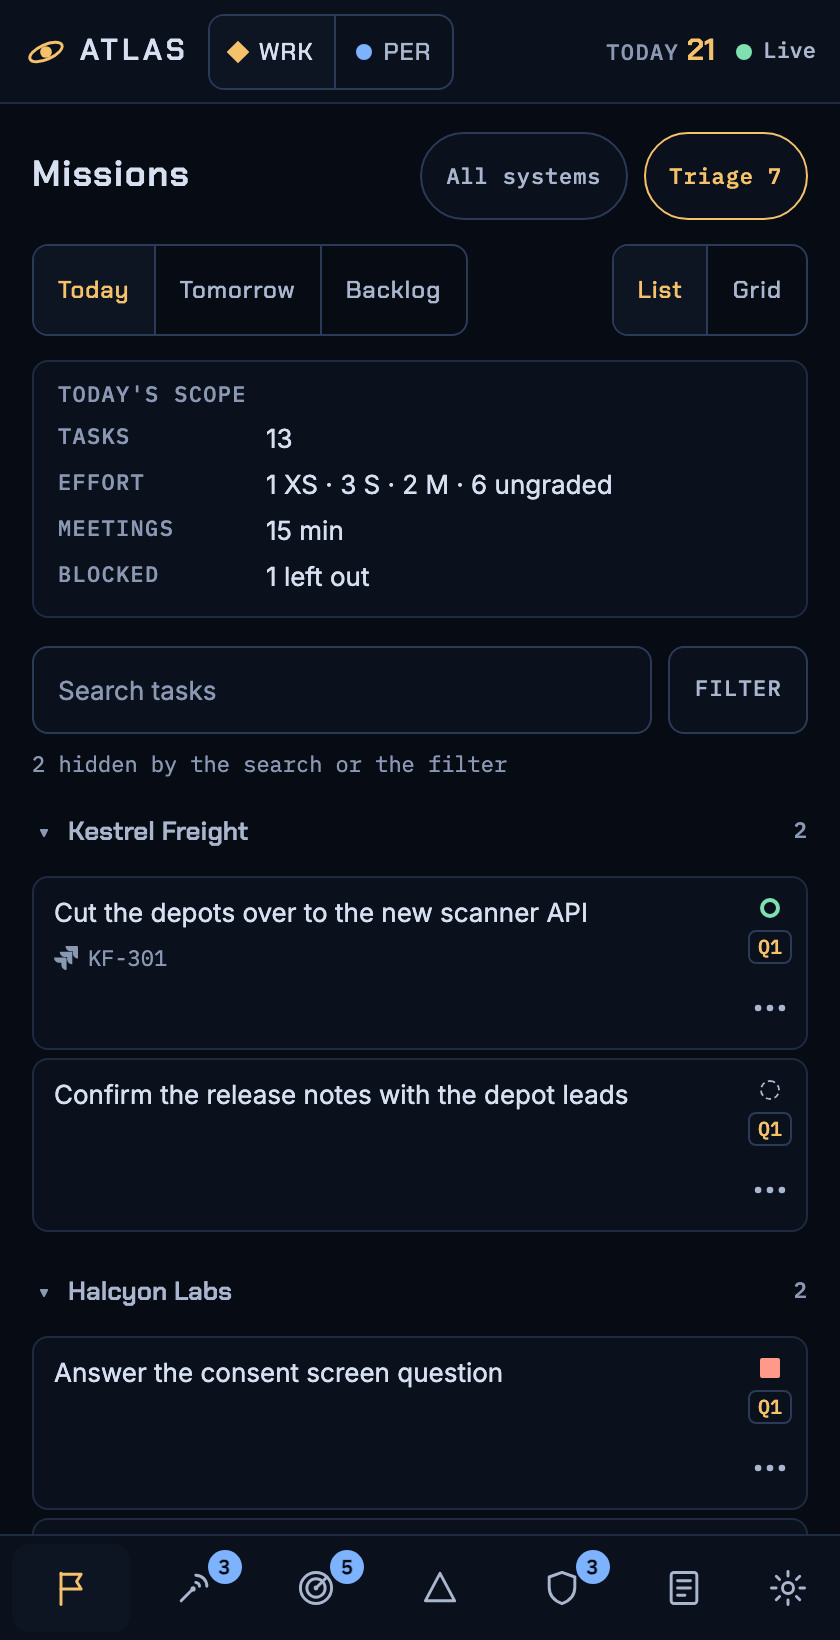 ATLAS
WRK
PER
TODAY 21
Live
Missions
All systems
Triage 7
Today
Tomorrow
Backlog
List
Grid
TODAY'S SCOPE
TASKS 13
EFFORT 1 XS · 3 S · 2 M · 6 ungraded
MEETINGS 15 min
BLOCKED 1 left out
Search tasks
FILTER
2 hidden by the search or the filter
Kestrel Freight 2
Cut the depots over to the new scanner API
Q1
KF-301
Confirm the release notes with the depot leads
Q1
Halcyon Labs 2
Answer the consent screen question
Q1
3
5
3